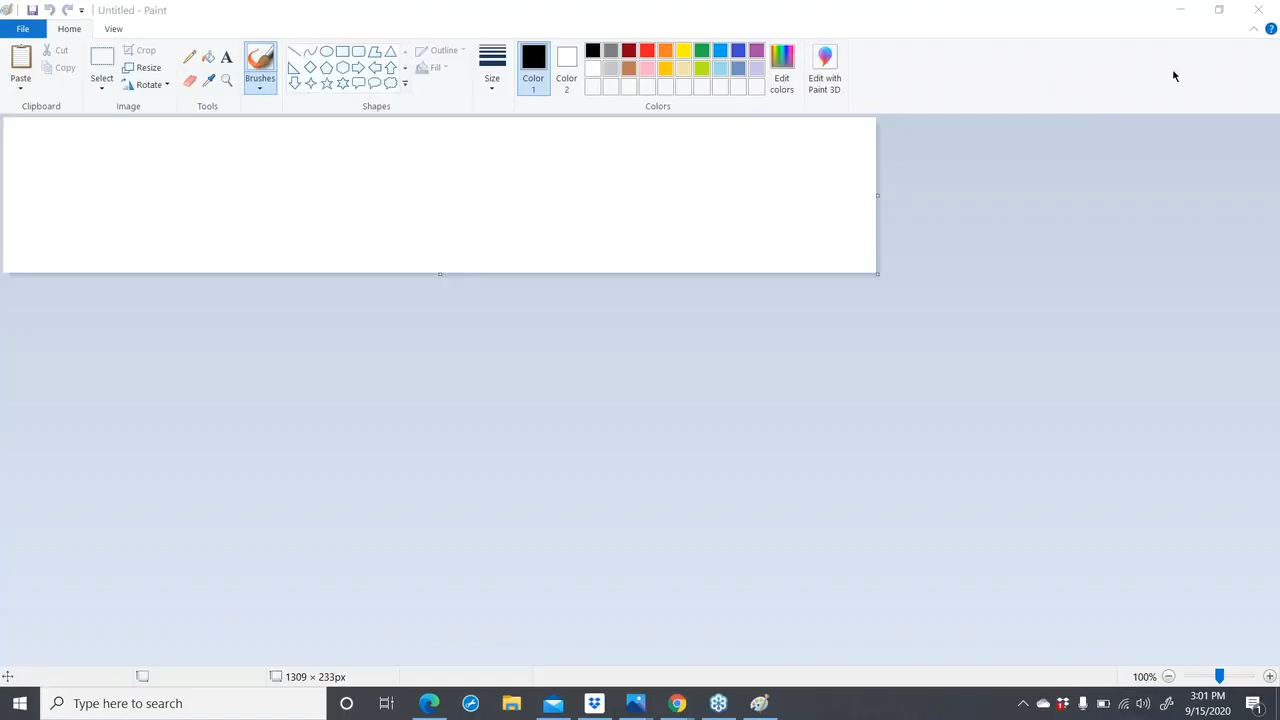 Untitled - Paint
File Home View
Paste
Cut
Copy
Clipboard
Select
Crop
Resize
Rotate
Image
A
Tools
Brushes
Shapes
Outline
Fill
Size
Color
1
Color
2
Colors
Edit
colors
Edit with
Paint 3D
?
1309 × 233px
100%
Type here to search
3:01 PM
9/15/2020
1